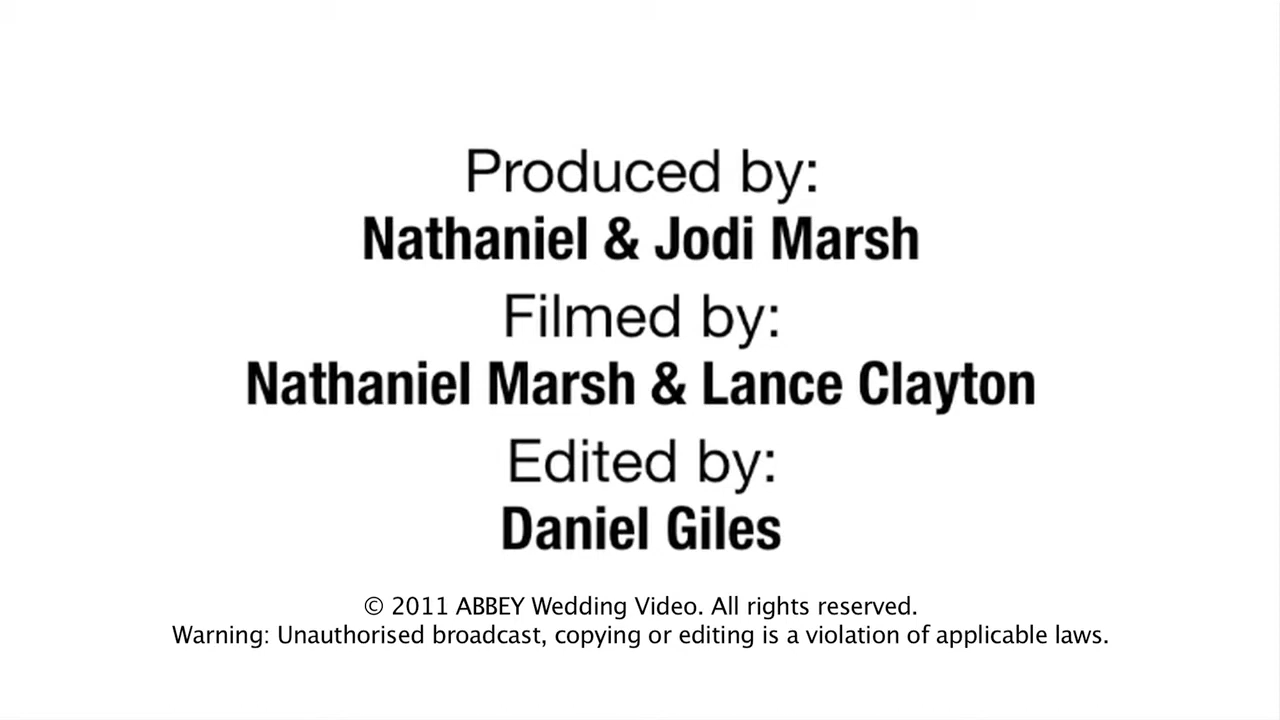 Produced by:
Nathaniel & Jodi Marsh
Filmed by:
Nathaniel Marsh & Lance Clayton
Edited by:
Daniel Giles
© 2011 ABBEY Wedding Video. All rights reserved.
Warning: Unauthorised broadcast, copying or editing is a violation of applicable laws.